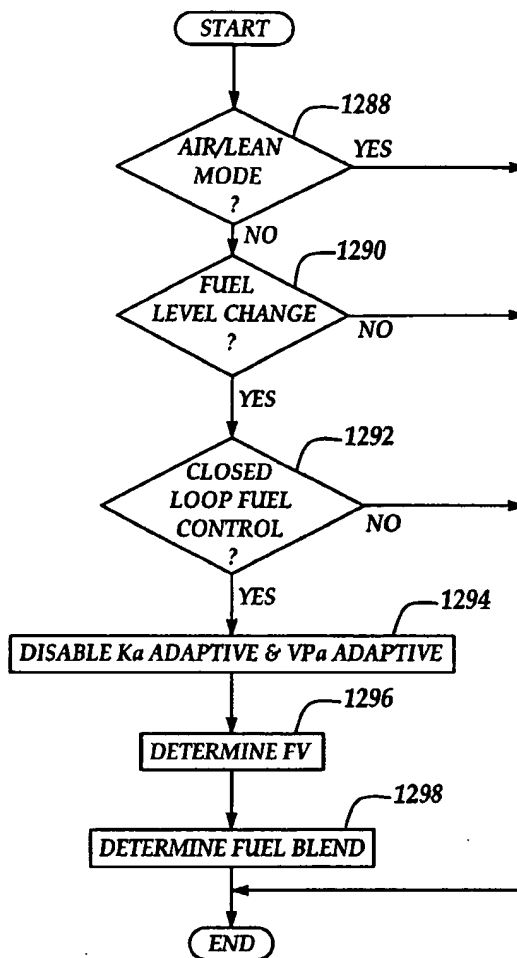 START
1288
AIR/LEAN
MODE
?
YES
NO
1290
FUEL
LEVEL CHANGE
?
NO
YES
1292
CLOSED
LOOP FUEL
CONTROL
?
NO
YES
1294
DISABLE Ka ADAPTIVE & VPa ADAPTIVE
1296
DETERMINE FV
1298
DETERMINE FUEL BLEND
END